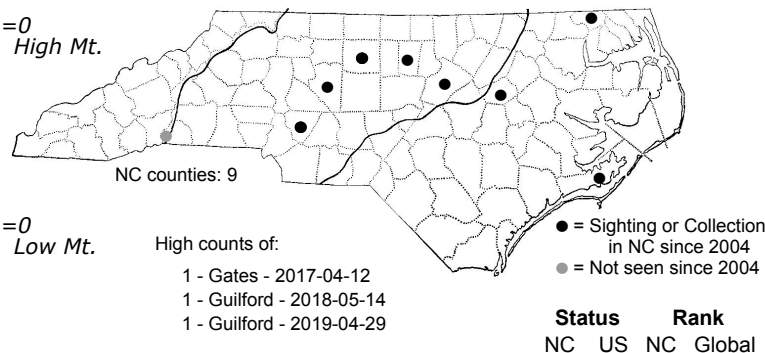 =0
High Mt.
NC counties: 9
=0
Low Mt.
High counts of:
1 - Gates - 2017-04-12
1 - Guilford - 2018-05-14
1 - Guilford - 2019-04-29
= Sighting or Collection
in NC since 2004
= Not seen since 2004
Status Rank
NC US NC Global